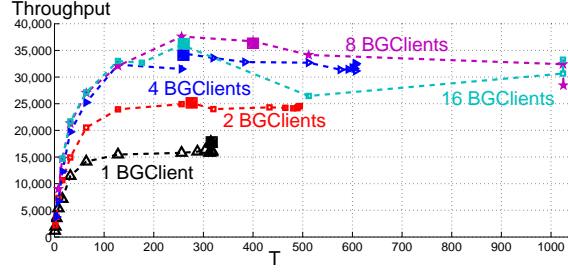 Throughput
40,000
35,000
30,000
25,000
20,000
15,000
10,000
5,000
0
8 BGClients
4 BGClients
16 BGClients
2 BGClients
1 BGClient
0 100 200 300 400 500 600 700 800 900 1000
T